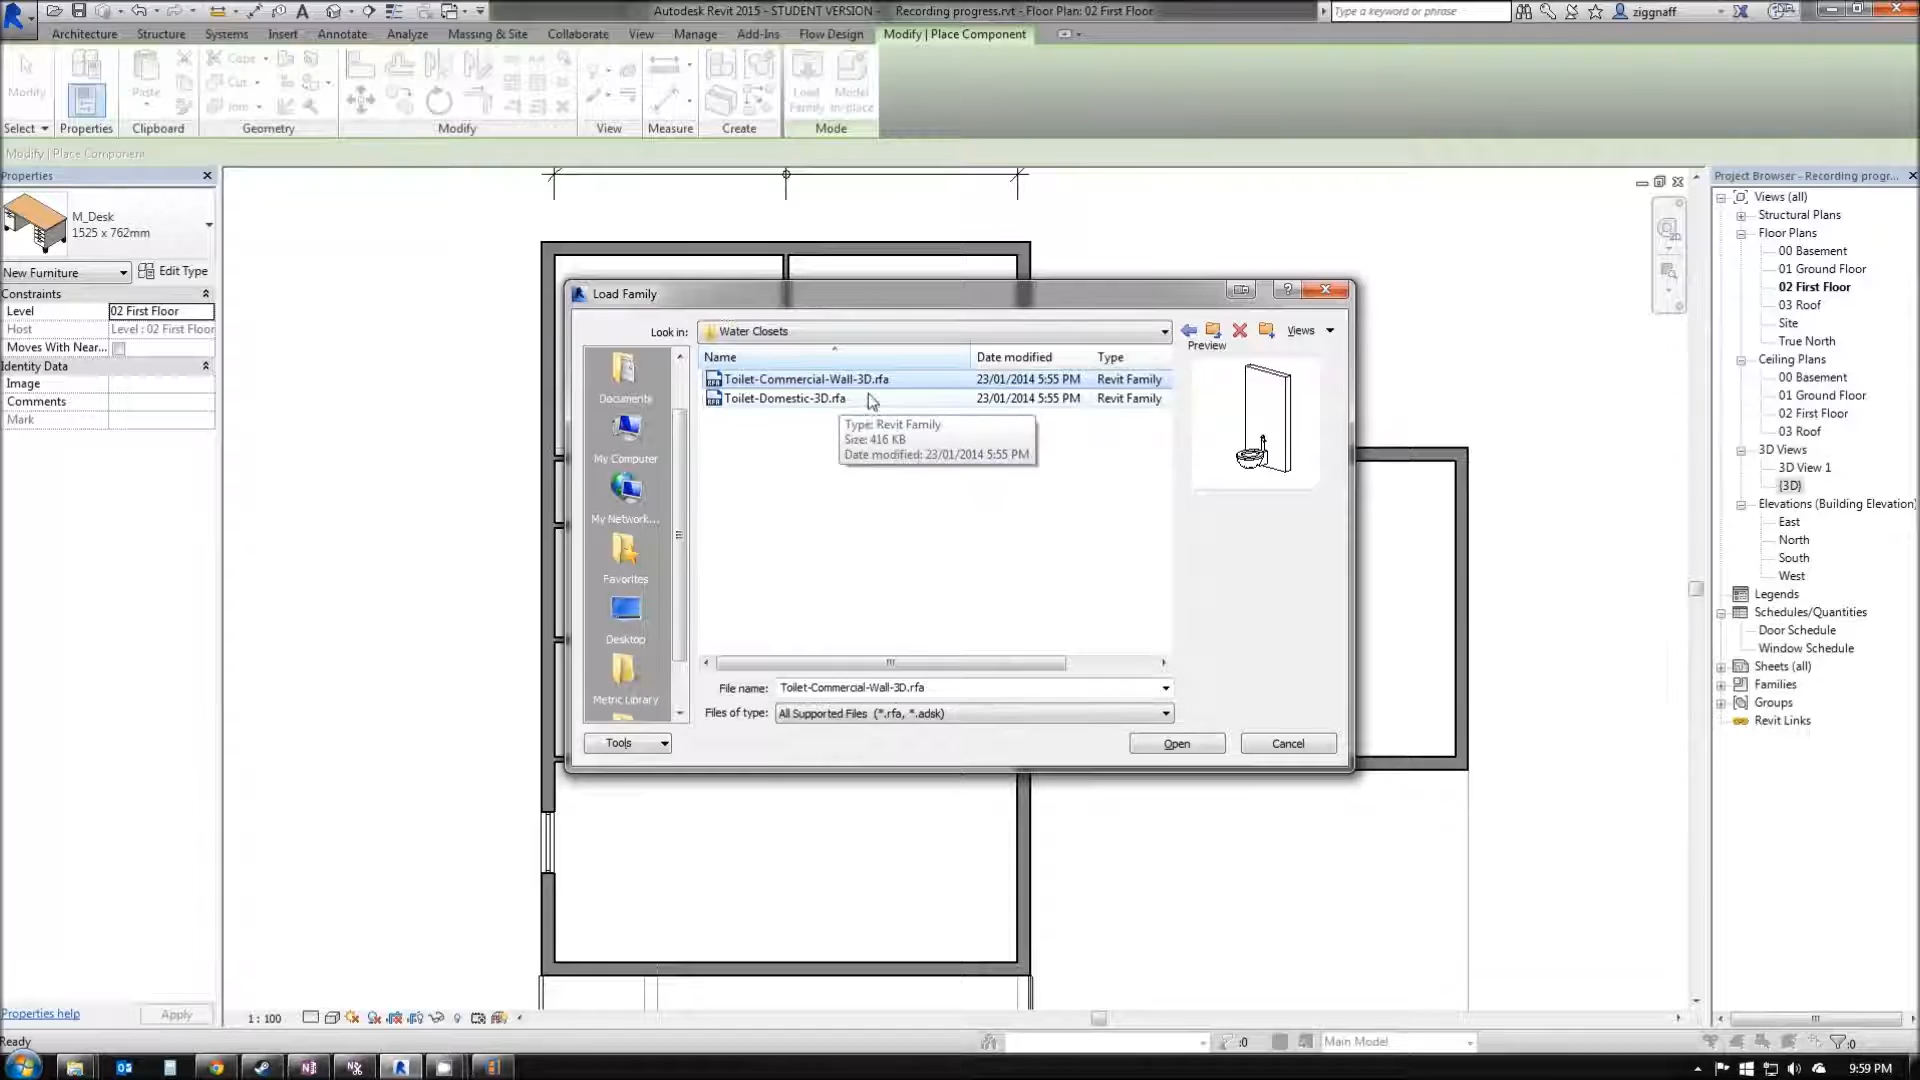 Autodesk Revit 2015 - STUDENT VERSION - Recording progress.rvt - Floor Plan: 02 First Floor
Type a keyword or phrase
ziggnaff
Architecture Structure Systems Insert Annotate Analyze Massing & Site Collaborate View Manage Add-Ins Flow Design Modify | Place Component
Modify
Paste
Cope
Cut
Join
Load Family
Model In-place
Select Properties Clipboard Geometry Modify View Measure Create Mode
Modify | Place Component
Properties
M_Desk
1525 x 762mm
New Furniture Edit Type
Constraints
Level 02 First Floor
Host Level : 02 First Floor
Moves With Near...
Identity Data
Image
Comments
Mark
Properties help Apply
Load Family
Look in: Water Closets Views
Name Date modified Type Preview
Toilet-Commercial-Wall-3D.rfa 23/01/2014 5:55 PM Revit Family
Toilet-Domestic-3D.rfa 23/01/2014 5:55 PM Revit Family
Type: Revit Family
Size: 416 KB
Date modified: 23/01/2014 5:55 PM
Documents
My Computer
My Network...
Favorites
Desktop
Metric Library
File name: Toilet-Commercial-Wall-3D.rfa
Files of type: All Supported Files (*.rfa, *.adsk)
Tools Open Cancel
Project Browser - Recording progr...
Views (all)
Structural Plans
Floor Plans
00 Basement
01 Ground Floor
02 First Floor
03 Roof
Site
True North
Ceiling Plans
00 Basement
01 Ground Floor
02 First Floor
03 Roof
3D Views
3D View 1
{3D}
Elevations (Building Elevation)
East
North
South
West
Legends
Schedules/Quantities
Door Schedule
Window Schedule
Sheets (all)
Families
Groups
Revit Links
1 : 100
Ready
:0
Main Model
:0
9:59 PM